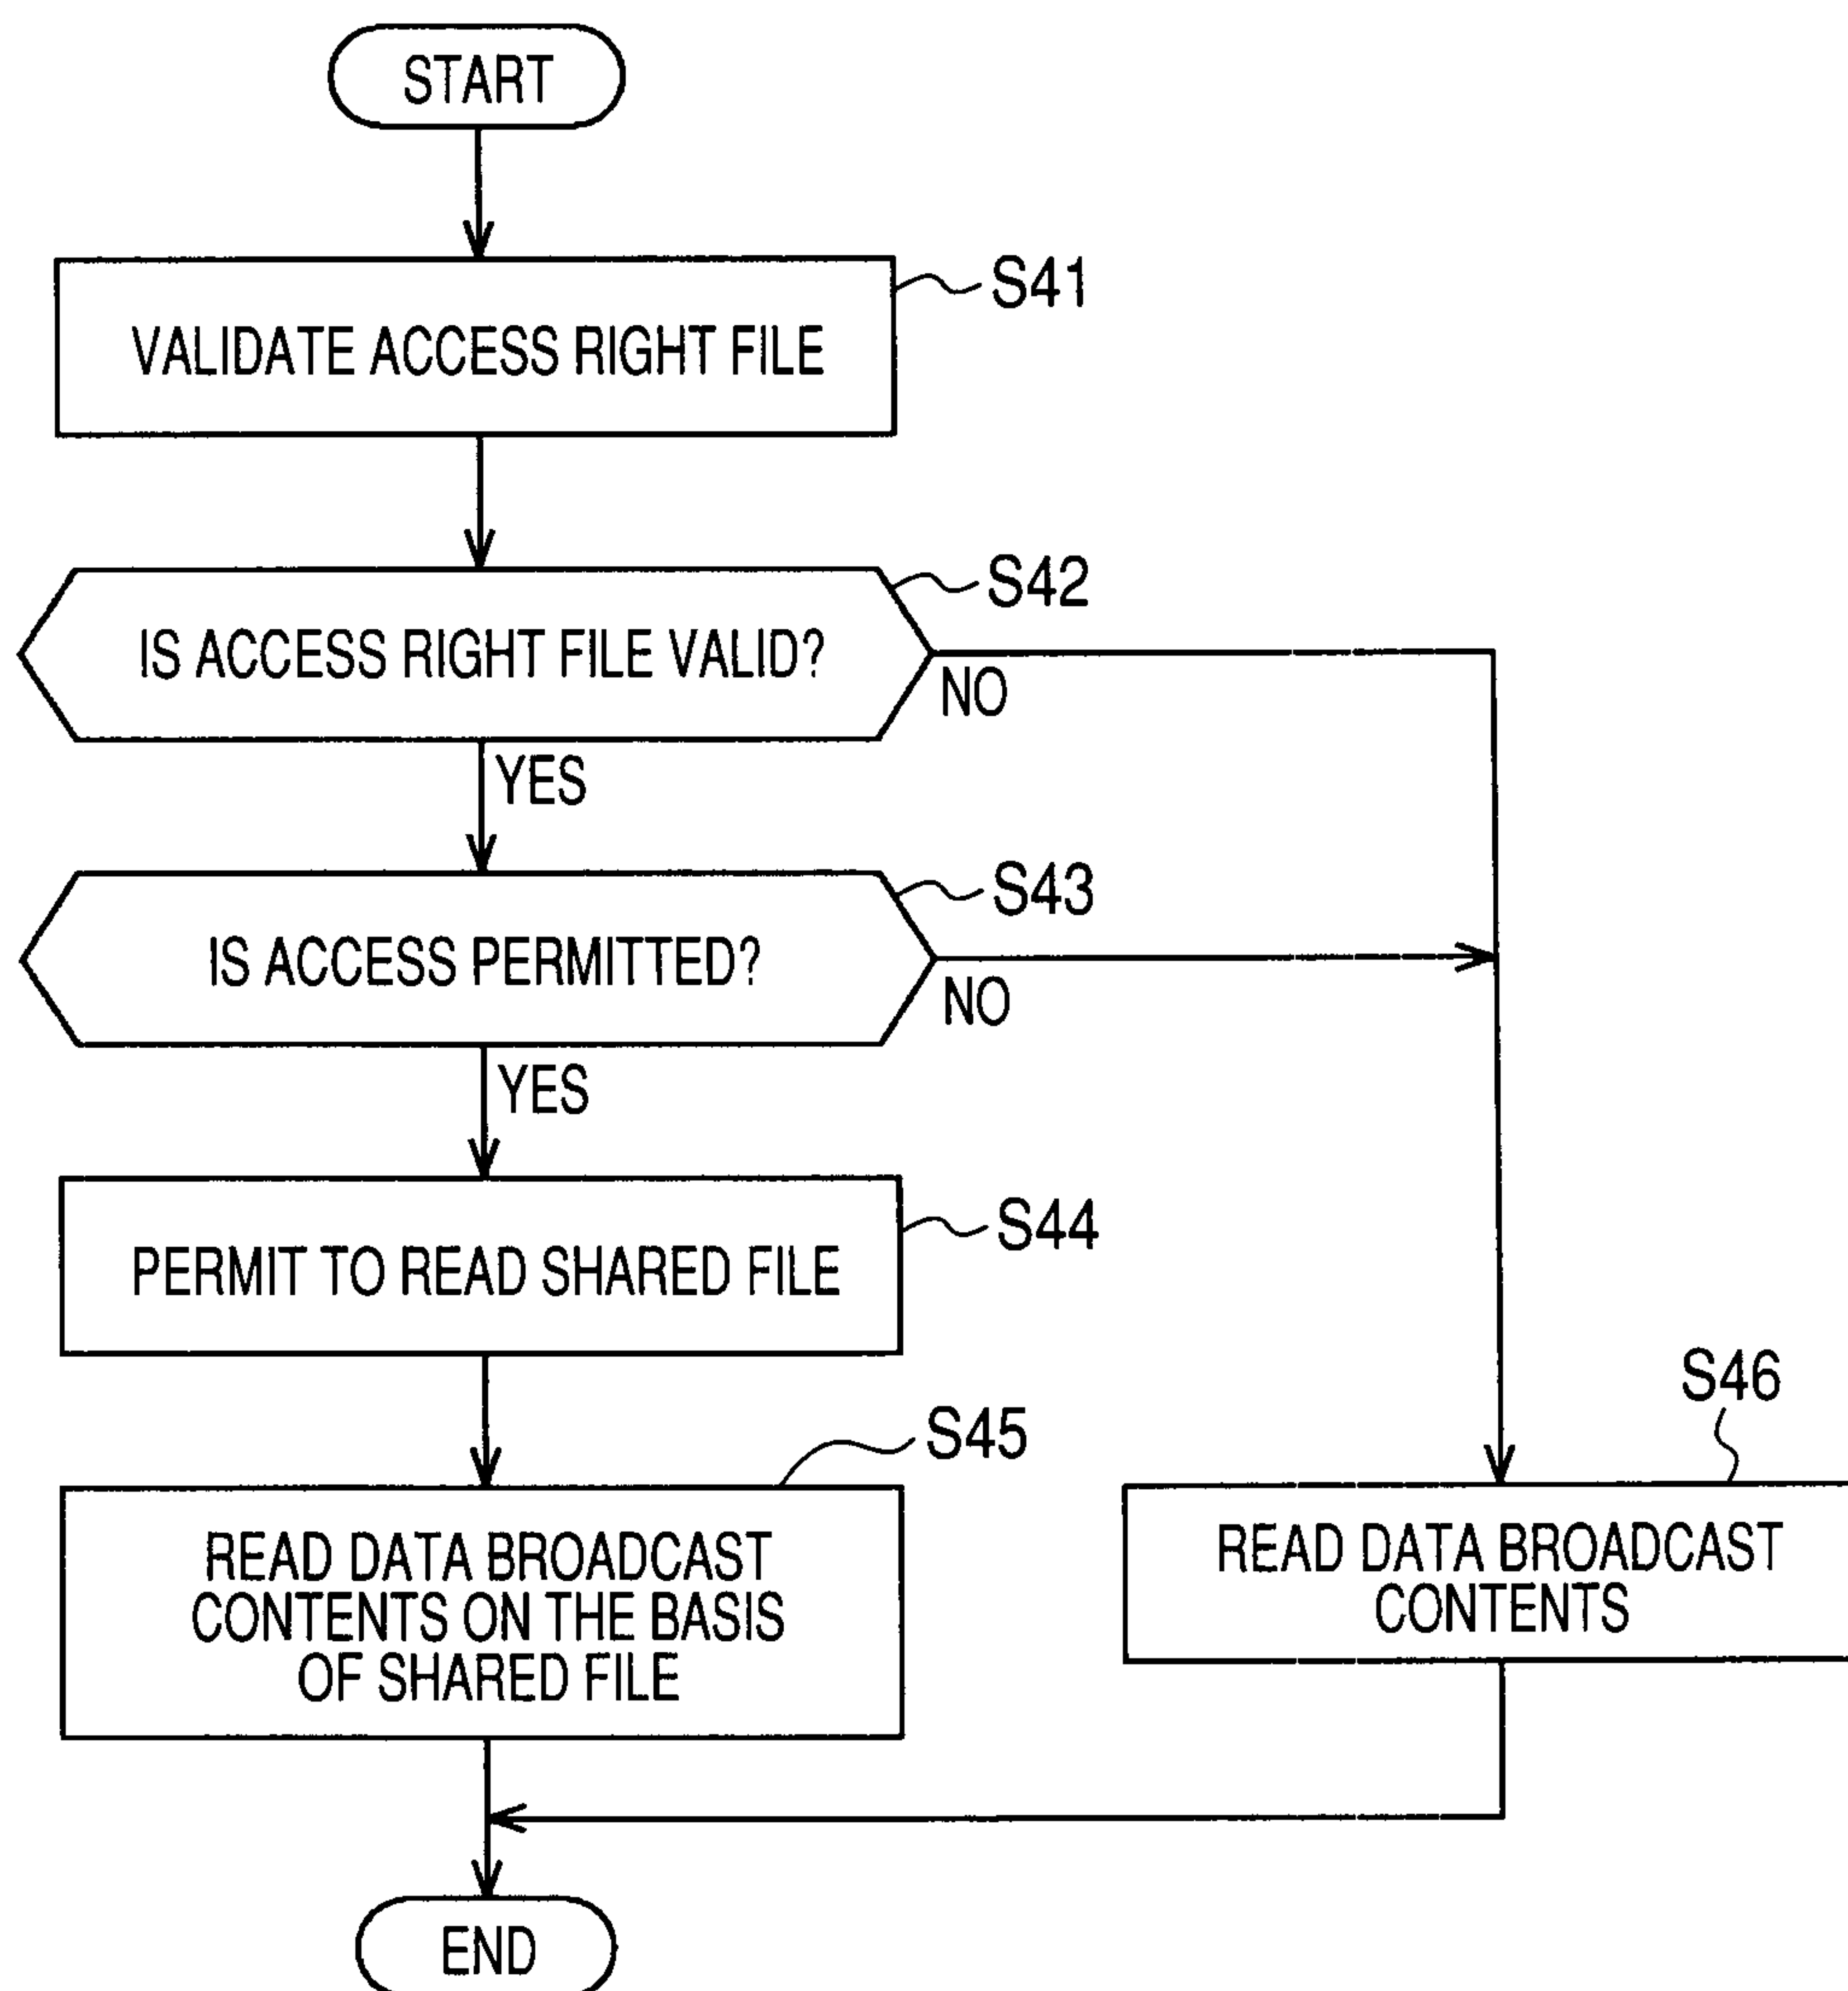 START
S41
VALIDATE ACCESS RIGHT FILE
S42
IS ACCESS RIGHT FILE VALID?
NO
YES
S43
IS ACCESS PERMITTED?
NO
YES
S44
PERMIT TO READ SHARED FILE
S45
READ DATA BROADCAST
CONTENTS ON THE BASIS
OF SHARED FILE
S46
READ DATA BROADCAST
CONTENTS
END